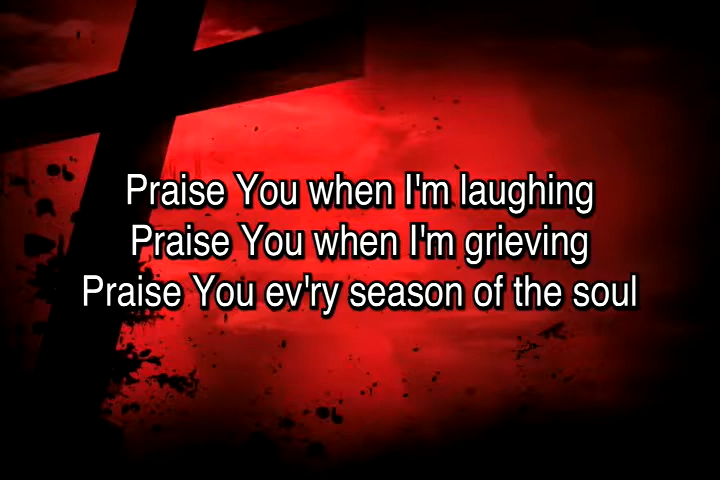 Praise You when I'm laughing
Praise You when I'm grieving
Praise You ev'ry season of the soul